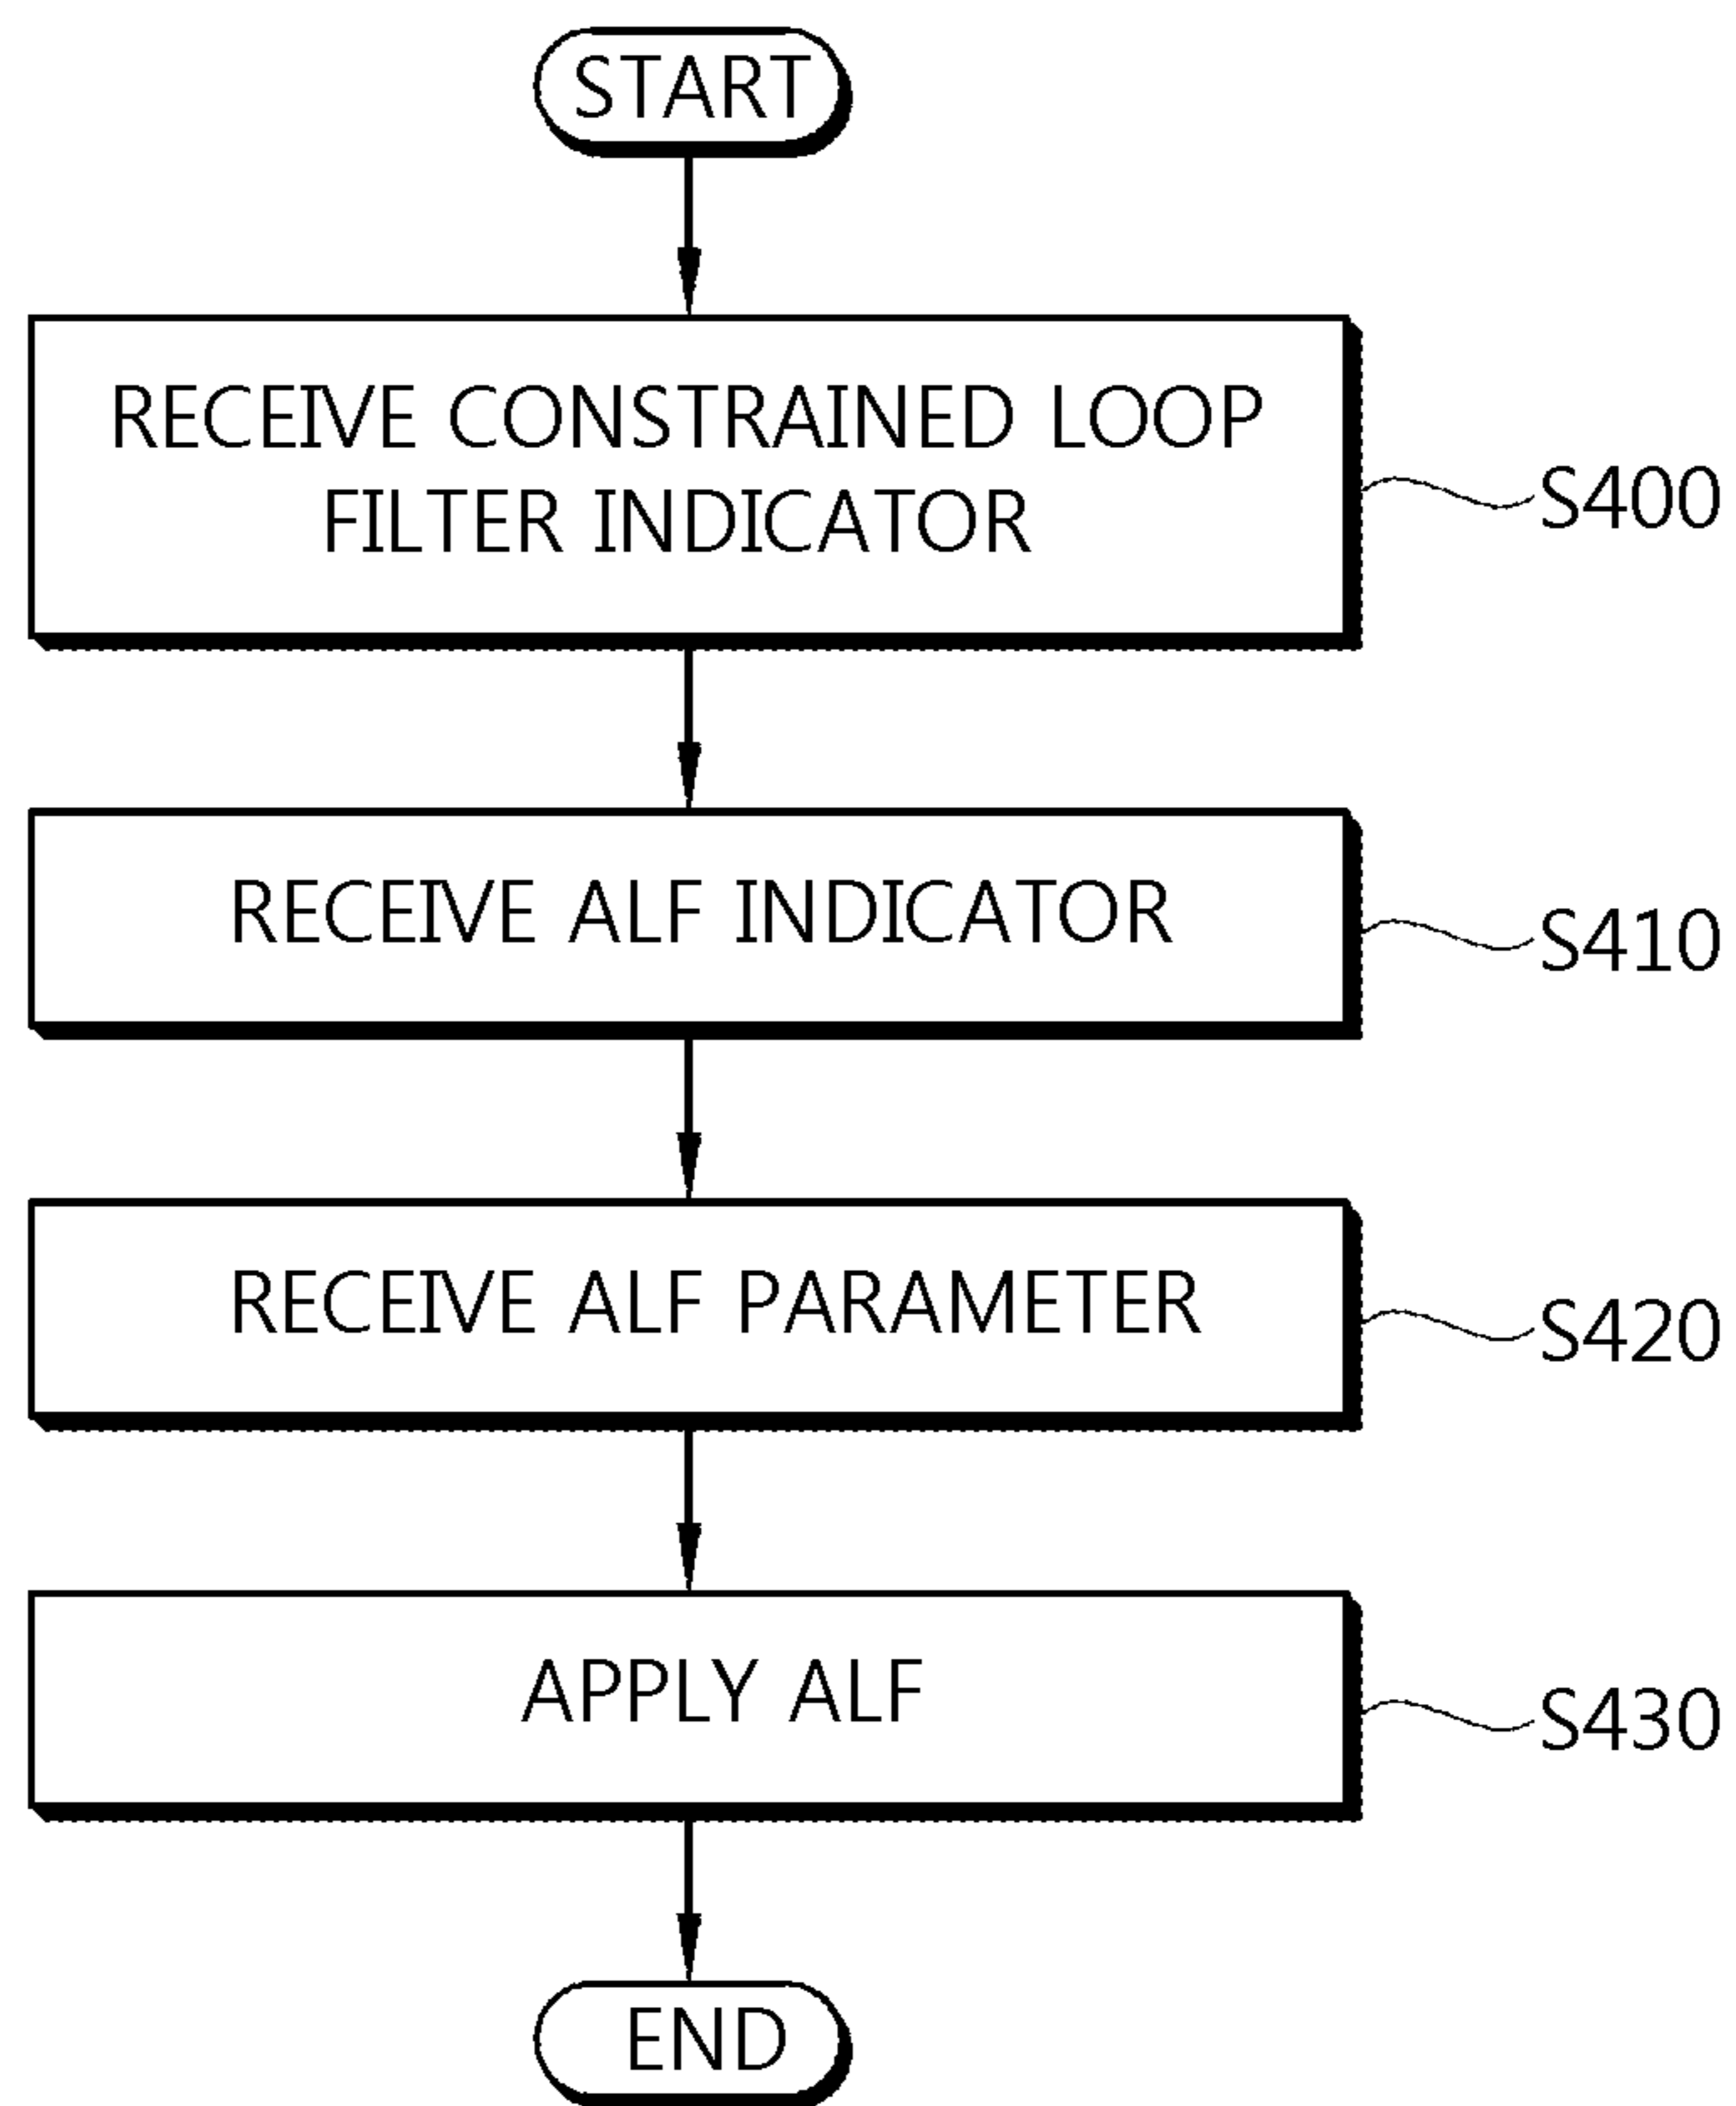 START
RECEIVE CONSTRAINED LOOP
FILTER INDICATOR
S400
RECEIVE ALF INDICATOR
S410
RECEIVE ALF PARAMETER
S420
APPLY ALF
S430
END